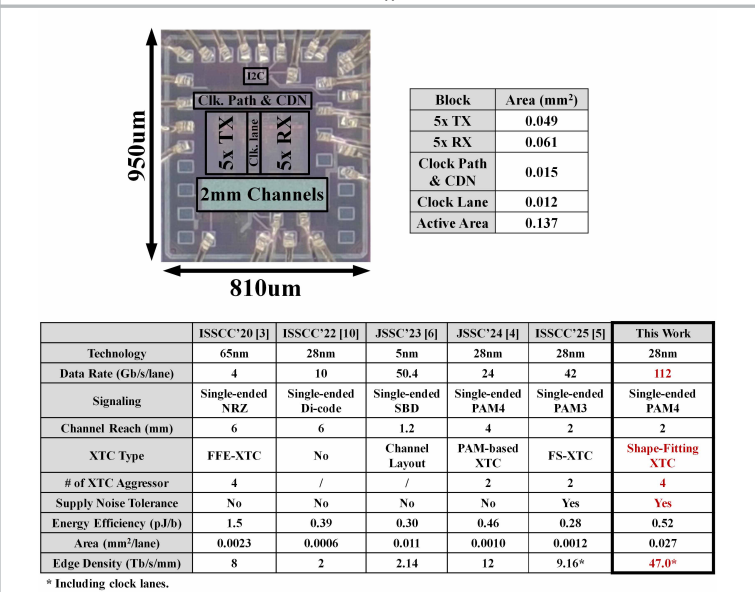 I2C
Clk. Path & CDN
5x TX
Clk. lane
5x RX
2mm Channels
950um
810um
Block Area (mm²)
5x TX 0.049
5x RX 0.061
Clock Path
& CDN 0.015
Clock Lane 0.012
Active Area 0.137
ISSCC'20 [3] ISSCC'22 [10] JSSC'23 [6] JSSC'24 [4] ISSCC'25 [5] This Work
Technology 65nm 28nm 5nm 28nm 28nm 28nm
Data Rate (Gb/s/lane) 4 10 50.4 24 42 112
Signaling Single-ended NRZ Single-ended Di-code Single-ended SBD Single-ended PAM4 Single-ended PAM3 Single-ended PAM4
Channel Reach (mm) 6 6 1.2 4 2 2
XTC Type FFE-XTC No Channel Layout PAM-based XTC FS-XTC Shape-Fitting XTC
# of XTC Aggressor 4 / / 2 2 4
Supply Noise Tolerance No No No No Yes Yes
Energy Efficiency (pJ/b) 1.5 0.39 0.30 0.46 0.28 0.52
Area (mm²/lane) 0.0023 0.0006 0.011 0.0010 0.0012 0.027
Edge Density (Tb/s/mm) 8 2 2.14 12 9.16* 47.0*
* Including clock lanes.